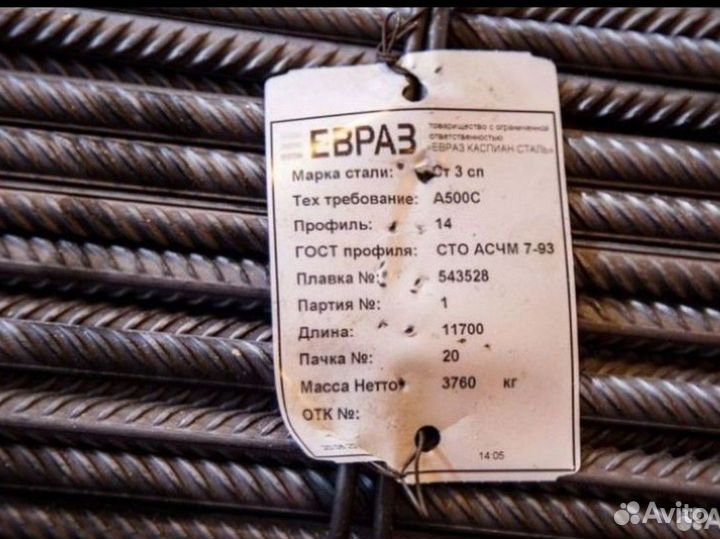 ЕВРАЗ
товарищество с ограниченной
ответственностью
«ЕВРАЗ КАСПИАН СТАЛЬ»
Марка стали: Ст 3 сп
Тех требование: А500С
Профиль: 14
ГОСТ профиля: СТО АСЧМ 7-93
Плавка №: 543528
Партия №: 1
Длина: 11700
Пачка №: 20
Масса Нетто: 3760 кг
ОТК №:
14:05
Avito